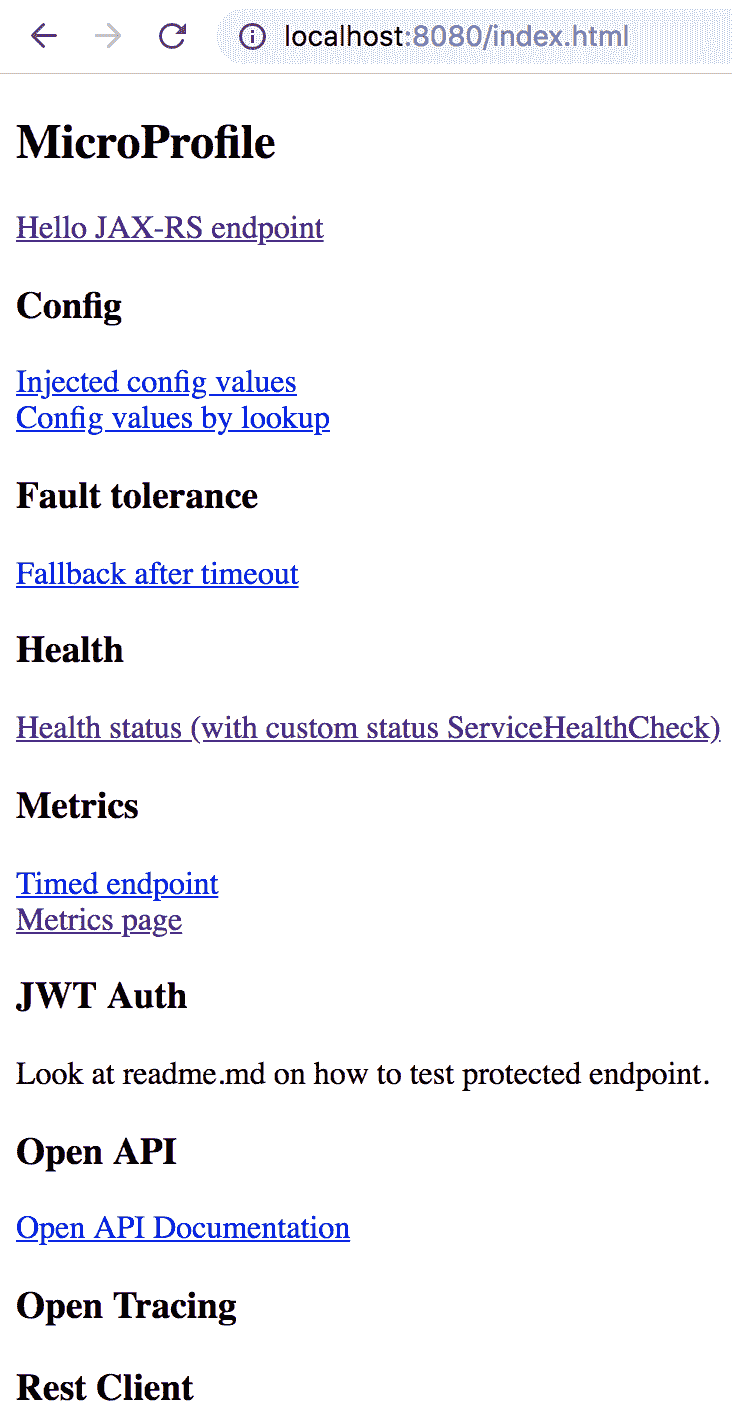 localhost:8080/index.html
MicroProfile
Hello JAX-RS endpoint
Config
Injected config values
Config values by lookup
Fault tolerance
Fallback after timeout
Health
Health status (with custom status ServiceHealthCheck)
Metrics
Timed endpoint
Metrics page
JWT Auth
Look at readme.md on how to test protected endpoint.
Open API
Open API Documentation
Open Tracing
Rest Client